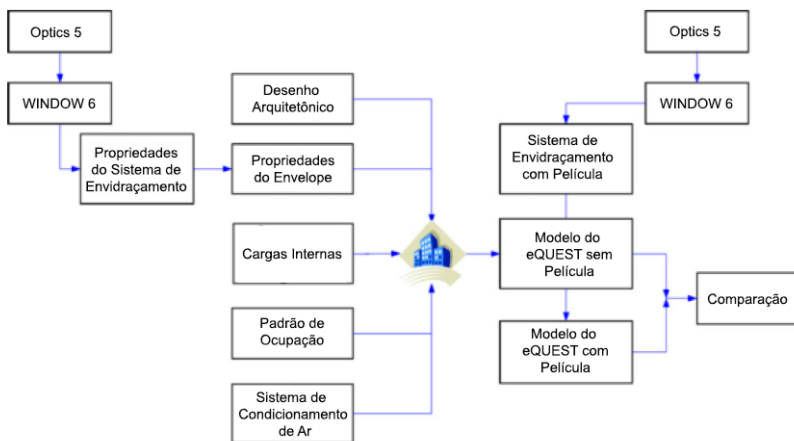 Optics 5
WINDOW 6
Propriedades
do Sistema de
Envidraçamento
Desenho
Arquitetônico
Propriedades
do Envelope
Cargas Internas
Padrão de
Ocupação
Sistema de
Condicionamento
de Ar
Optics 5
WINDOW 6
Sistema de
Envidraçamento
com Película
Modelo do
eQUEST sem
Película
Modelo do
eQUEST com
Película
Comparação